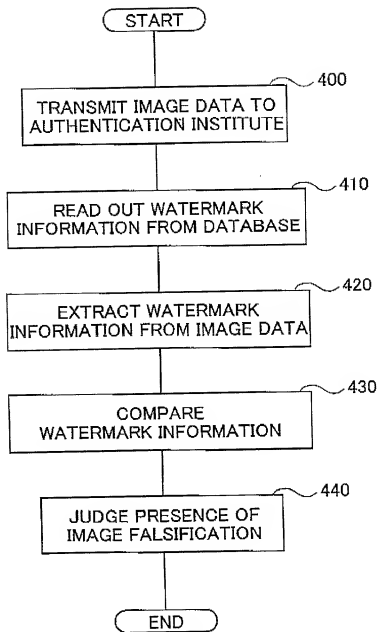 START
400
TRANSMIT IMAGE DATA TO
AUTHENTICATION INSTITUTE
410
READ OUT WATERMARK
INFORMATION FROM DATABASE
420
EXTRACT WATERMARK
INFORMATION FROM IMAGE DATA
430
COMPARE
WATERMARK INFORMATION
440
JUDGE PRESENCE OF
IMAGE FALSIFICATION
END